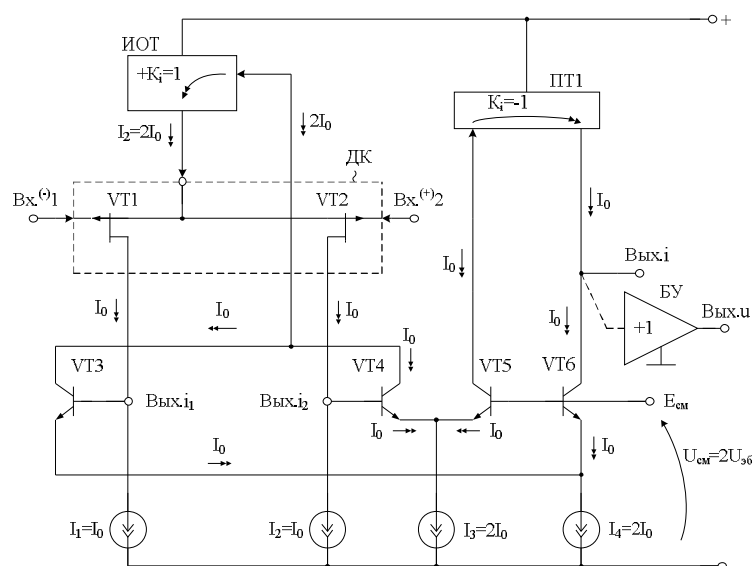 +
ИОТ
ПТ1
+Кᵢ=1
Кᵢ=-1
I₂=2I₀
2I₀
ДК
Вх.⁽⁻⁾1
VT1
VT2
Вх.⁽⁺⁾2
I₀
I₀
Вых.i
БУ
Вых.u
+1
I₀
I₀
I₀
I₀
I₀
VT3
VT4
VT5
VT6
Вых.i₁
Вых.i₂
Eсм
I₀
I₀
I₀
I₀
Uсм=2Uэб
I₁=I₀
I₂=I₀
I₃=2I₀
I₄=2I₀